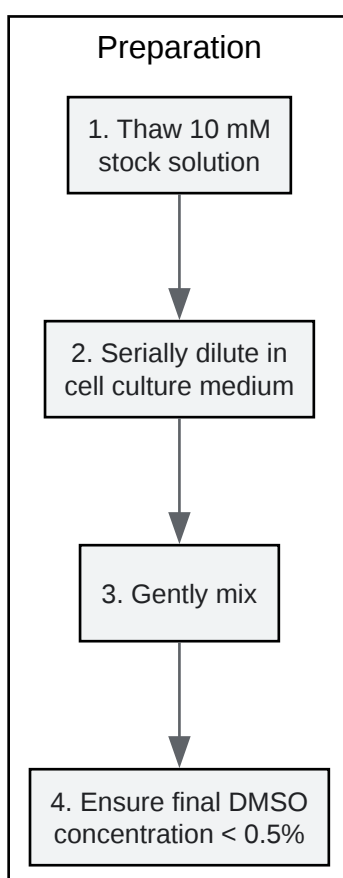 Preparation
1. Thaw 10 mM
stock solution
2. Serially dilute in
cell culture medium
3. Gently mix
4. Ensure final DMSO
concentration < 0.5%